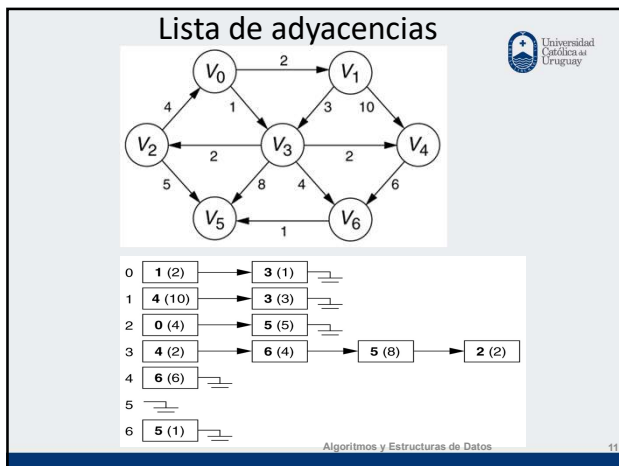 Lista de adyacencias
Universidad
Católica del
Uruguay
V0 2 V1
4 1 3 10
V2 2 V3 2 V4
5 8 4 6
V5 1 V6
0 1 (2) 3 (1)
1 4 (10) 3 (3)
2 0 (4) 5 (5)
3 4 (2) 6 (4) 5 (8) 2 (2)
4 6 (6)
5
6 5 (1)
Algoritmos y Estructuras de Datos 11